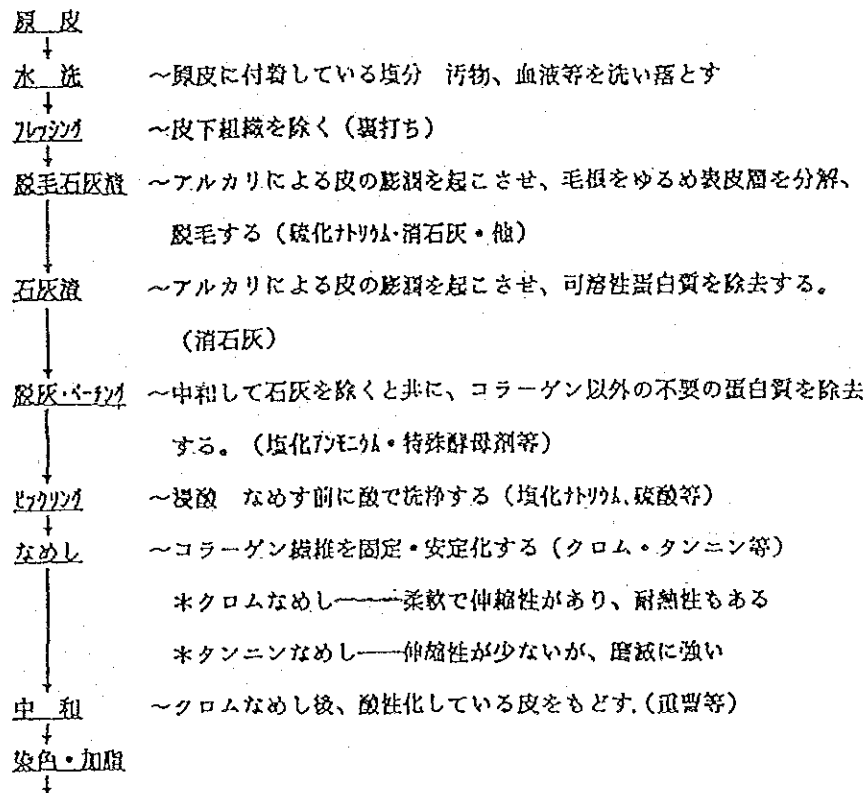 原 皮
水 洗 ～原皮に付着している塩分 汚物、血液等を洗い落とす
フレッシング ～皮下組織を除く（裏打ち）
脱毛石灰漬 ～アルカリによる皮の膨潤を起こさせ、毛根をゆるめ表皮層を分解、
脱毛する（硫化ナトリウム・消石灰・他）
石灰漬 ～アルカリによる皮の膨潤を起こさせ、可溶性蛋白質を除去する。
（消石灰）
脱灰・ベーチング ～中和して石灰を除くと共に、コラーゲン以外の不要の蛋白質を除去
する。（塩化アンモニウム・特殊酵母剤等）
ピックリング ～浸酸 なめす前に酸で洗浄する（塩化ナトリウム、硫酸等）
なめし ～コラーゲン繊維を固定・安定化する（クロム・タンニン等）
＊クロムなめし―――柔軟で伸縮性があり、耐熱性もある
＊タンニンなめし――伸縮性が少ないが、磨滅に強い
中 和 ～クロムなめし後、酸性化している皮をもどす.（重曹等）
染色・加脂